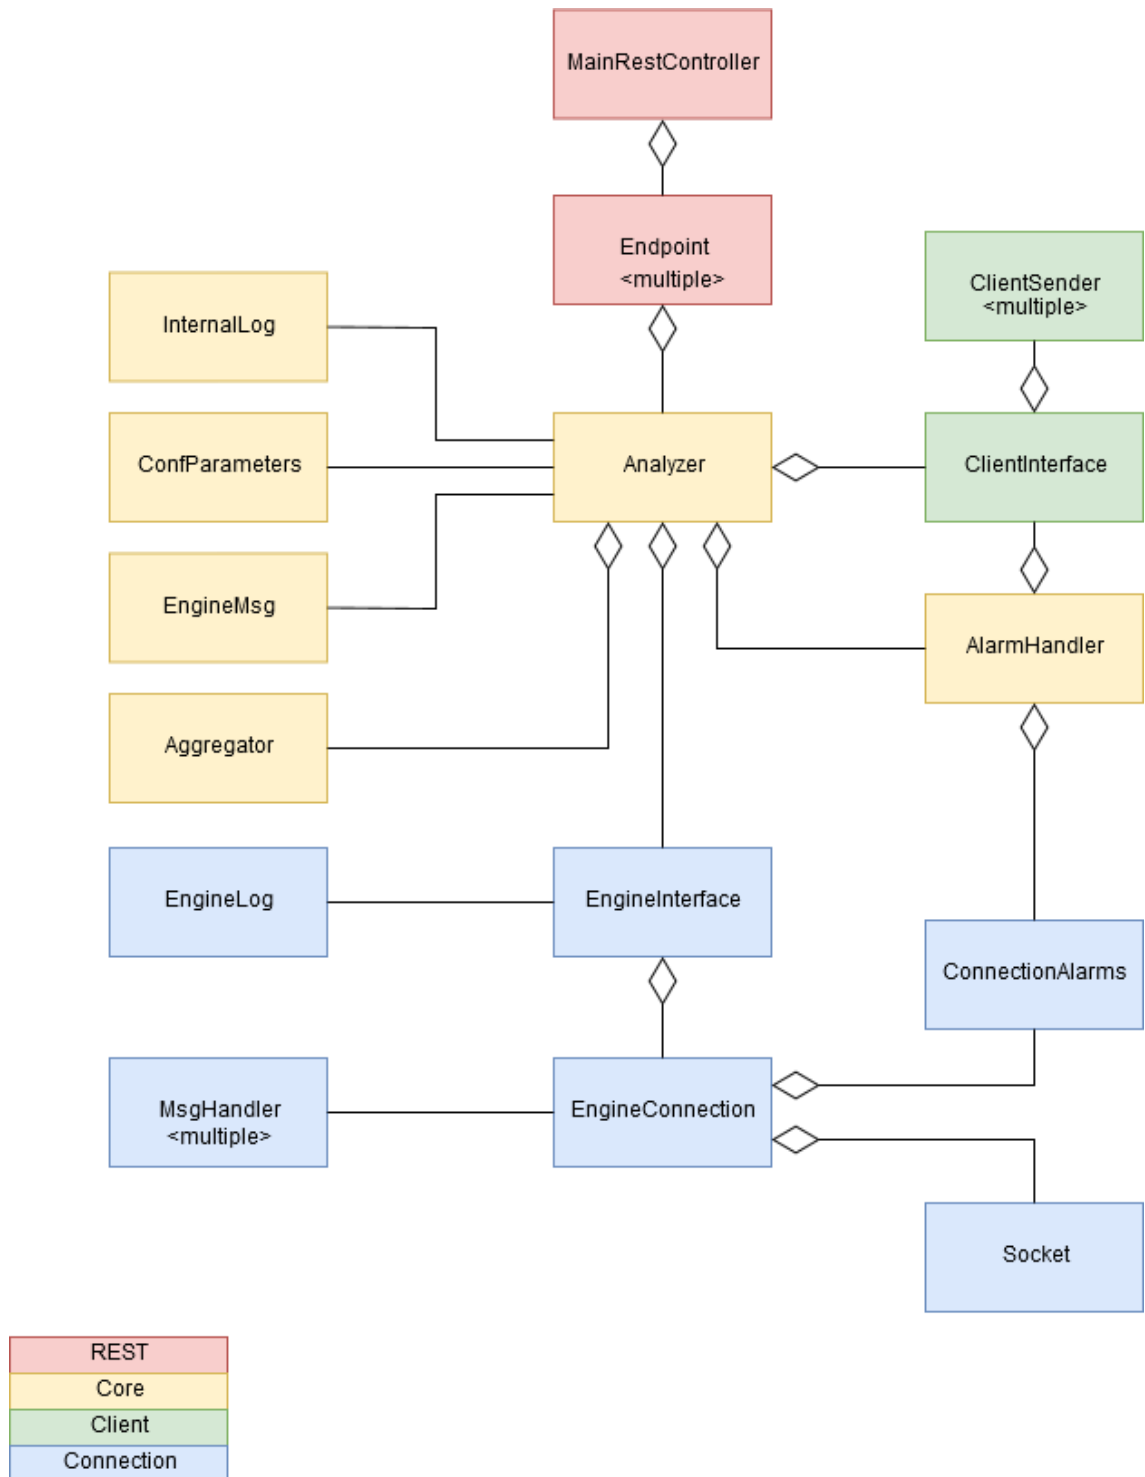 MainRestController
Endpoint
<multiple>
ClientSender
<multiple>
InternalLog
ConfParameters
Analyzer
ClientInterface
EngineMsg
AlarmHandler
Aggregator
EngineLog
EngineInterface
ConnectionAlarms
MsgHandler
<multiple>
EngineConnection
Socket
REST
Core
Client
Connection